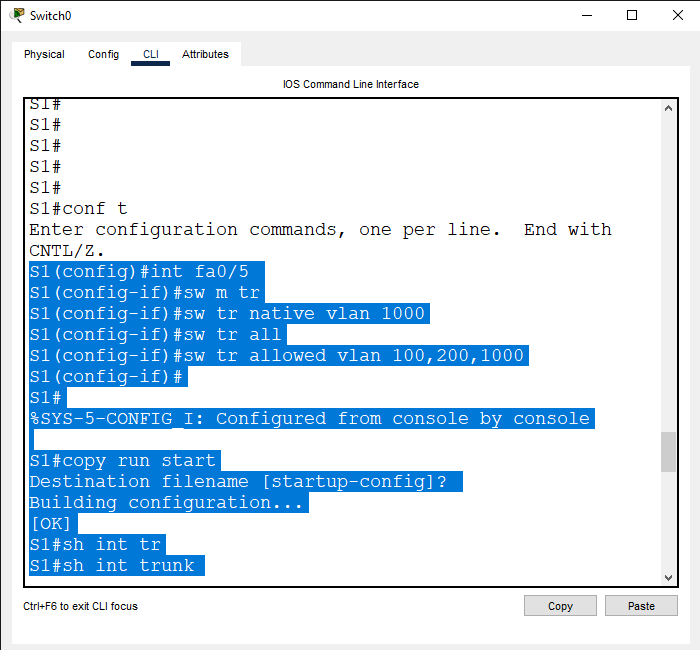 Switch0
Physical Config CLI Attributes
IOS Command Line Interface
S1#
S1#
S1#
S1#
S1#
S1#conf t
Enter configuration commands, one per line.  End with
CNTL/Z.
S1(config)#int fa0/5
S1(config-if)#sw m tr
S1(config-if)#sw tr native vlan 1000
S1(config-if)#sw tr all
S1(config-if)#sw tr allowed vlan 100,200,1000
S1(config-if)#
S1#
%SYS-5-CONFIG_I: Configured from console by console
S1#copy run start
Destination filename [startup-config]?
Building configuration...
[OK]
S1#sh int tr
S1#sh int trunk
Ctrl+F6 to exit CLI focus
Copy Paste